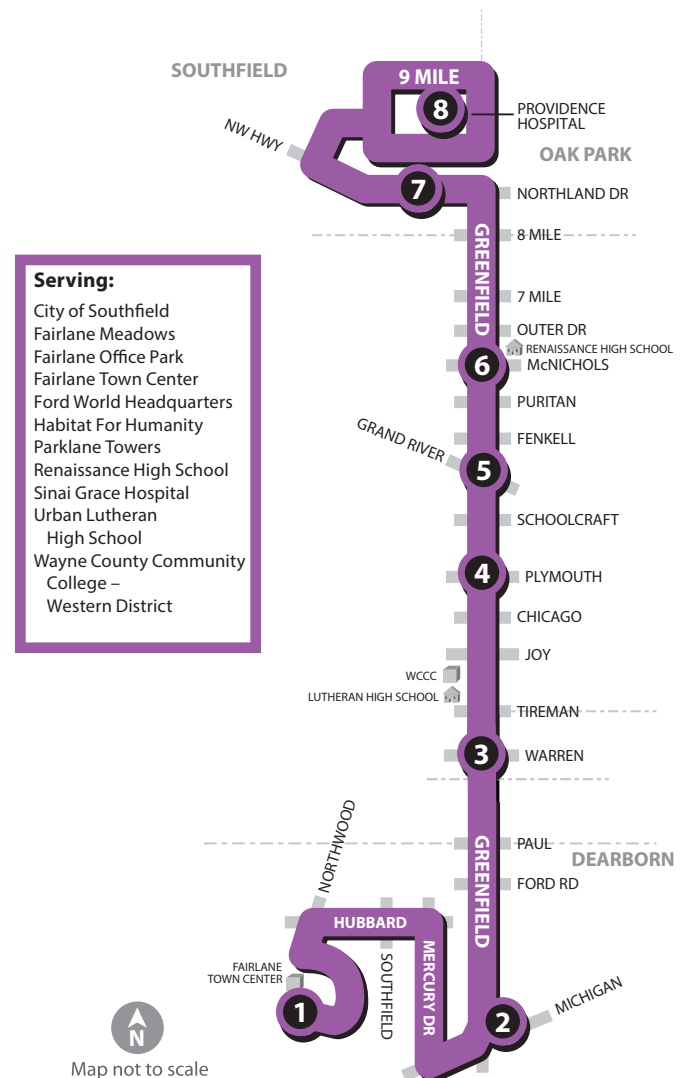 SOUTHFIELD
9 MILE
8
PROVIDENCE
HOSPITAL
NW HWY
OAK PARK
7
NORTHLAND DR
GREENFIELD
8 MILE
Serving:
City of Southfield
Fairlane Meadows
Fairlane Office Park
Fairlane Town Center
Ford World Headquarters
Habitat For Humanity
Parklane Towers
Renaissance High School
Sinai Grace Hospital
Urban Lutheran
High School
Wayne County Community
College –
Western District
7 MILE
OUTER DR
RENAISSANCE HIGH SCHOOL
6
McNICHOLS
PURITAN
GRAND RIVER
FENKELL
5
SCHOOLCRAFT
4
PLYMOUTH
CHICAGO
JOY
WCCC
LUTHERAN HIGH SCHOOL
TIREMAN
3
WARREN
NORTHWOOD
PAUL
GREENFIELD
DEARBORN
FORD RD
HUBBARD
MERCURY DR
SOUTHFIELD
FAIRLANE
TOWN CENTER
1
2
MICHIGAN
N
Map not to scale